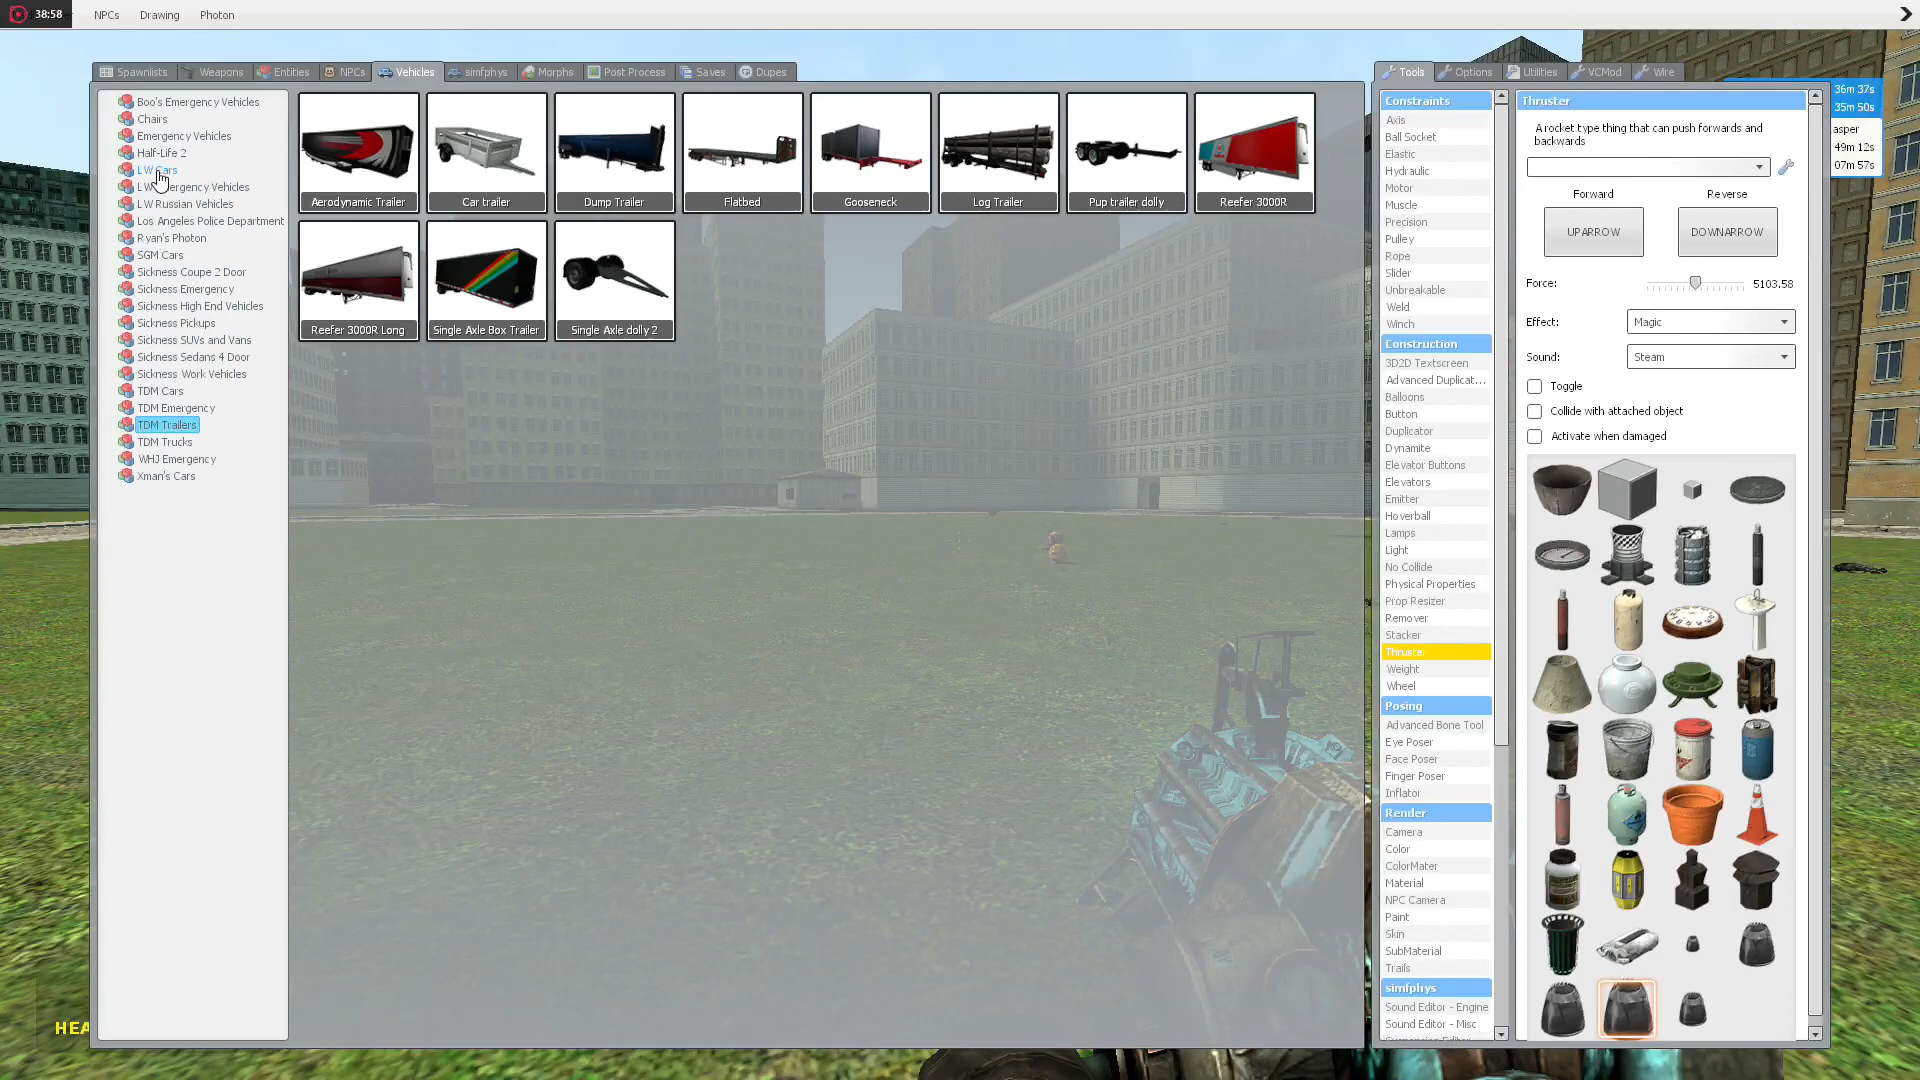 38:58
NPCs Drawing Photon
Spawnlists Weapons Entities NPCs Vehicles simfphys Morphs Post Process Saves Dupes
Boo's Emergency Vehicles
Chairs
Emergency Vehicles
Half-Life 2
LW Cars
LW Emergency Vehicles
LW Russian Vehicles
Los Angeles Police Department
Ryan's Photon
SGM Cars
Sickness Coupe 2 Door
Sickness Emergency
Sickness High End Vehicles
Sickness Pickups
Sickness SUVs and Vans
Sickness Sedans 4 Door
Sickness Work Vehicles
TDM Cars
TDM Emergency
TDM Trailers
TDM Trucks
WHJ Emergency
Xman's Cars
Aerodynamic Trailer
Car trailer
Dump Trailer
Flatbed
Gooseneck
Log Trailer
Pup trailer dolly
Reefer 3000R
Reefer 3000R Long
Single Axle Box Trailer
Single Axle dolly 2
HEA
Tools Options Utilities VCMod Wire
Constraints
Axis
Ball Socket
Elastic
Hydraulic
Motor
Muscle
Precision
Pulley
Rope
Slider
Unbreakable
Weld
Winch
Construction
3D2D Textscreen
Advanced Duplicat...
Balloons
Button
Duplicator
Dynamite
Elevator Buttons
Elevators
Emitter
Hoverball
Lamps
Light
No Collide
Physical Properties
Prop Resizer
Remover
Stacker
Thruster
Weight
Wheel
Posing
Advanced Bone Tool
Eye Poser
Face Poser
Finger Poser
Inflator
Render
Camera
Color
ColorMater
Material
NPC Camera
Paint
Skin
SubMaterial
Trails
simfphys
Sound Editor - Engine
Sound Editor - Misc
Thruster
A rocket type thing that can push forwards and
backwards
Forward Reverse
UPARROW DOWNARROW
Force: 5103.58
Effect: Magic
Sound: Steam
Toggle
Collide with attached object
Activate when damaged
36m 37s
35m 50s
asper
49m 12s
07m 57s